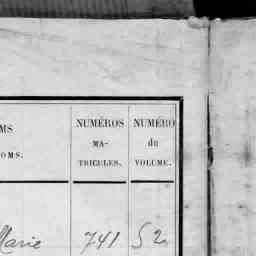 MS NUMÉROS NUMÉRO
OMS. MA- du
TRICULES. VOLUME.
Marie 741 52